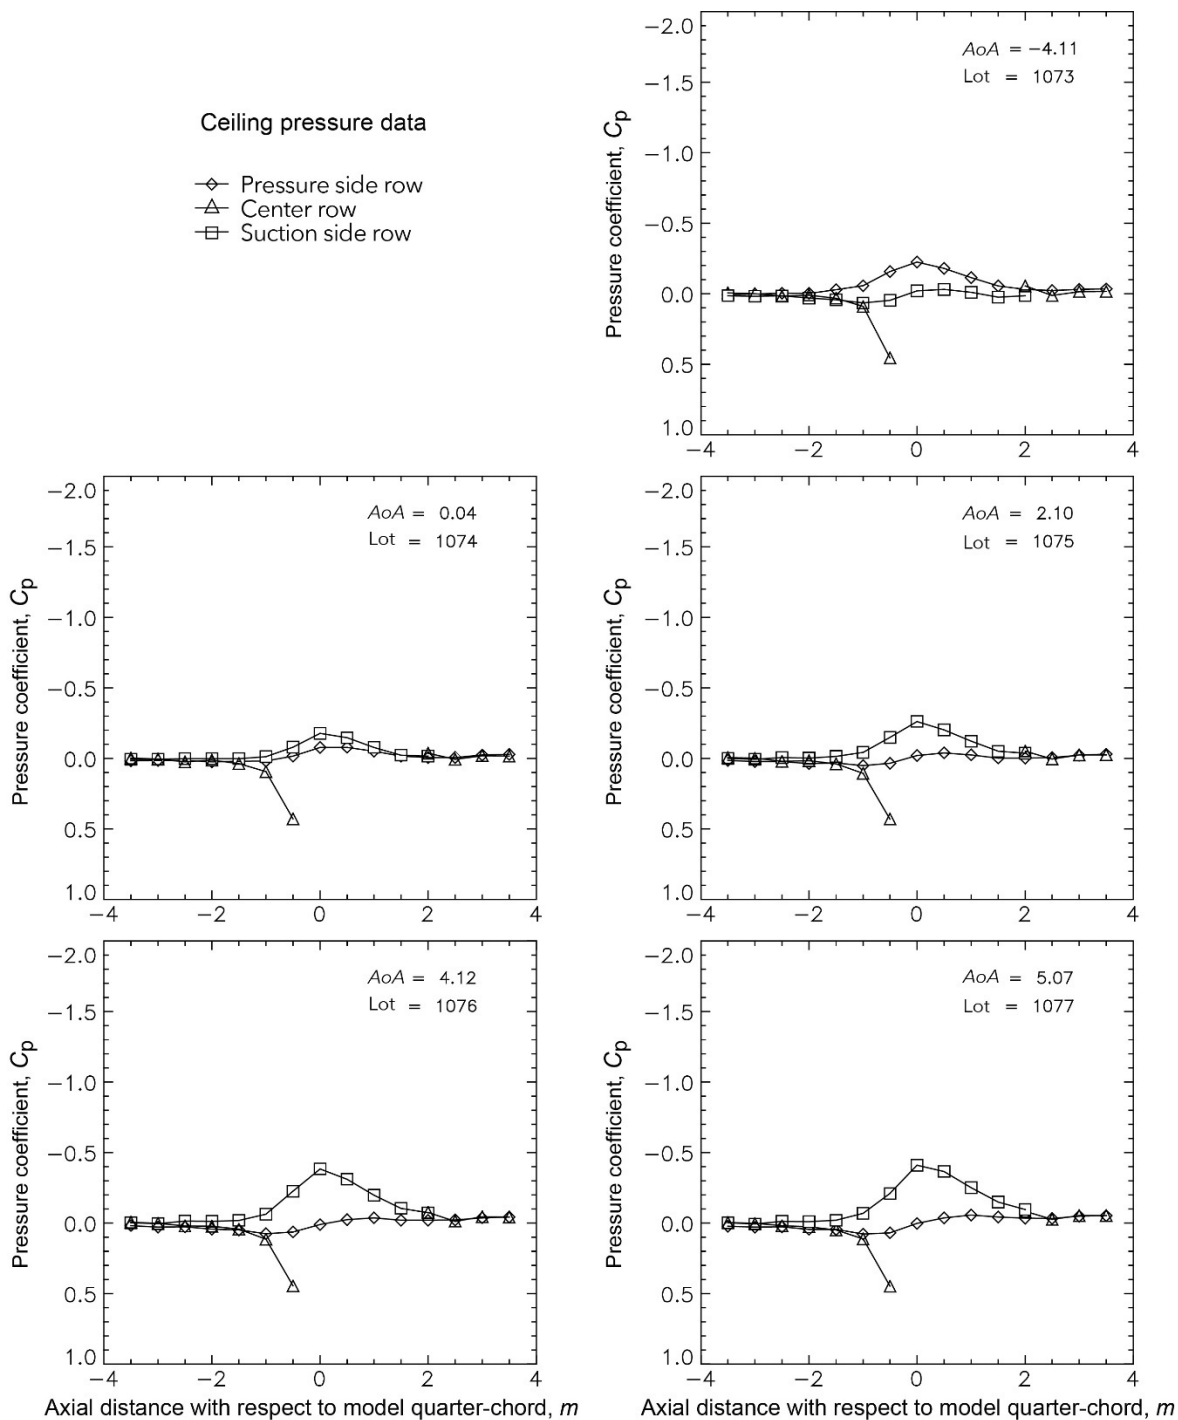 Ceiling pressure data
Pressure side row
Center row
Suction side row
AoA = −4.11
Lot = 1073
Pressure coefficient, Cp
−2.0
−1.5
−1.0
−0.5
0.0
0.5
1.0
−4 −2 0 2 4
AoA = 0.04
Lot = 1074
Pressure coefficient, Cp
−2.0
−1.5
−1.0
−0.5
0.0
0.5
1.0
−4 −2 0 2 4
AoA = 2.10
Lot = 1075
Pressure coefficient, Cp
−2.0
−1.5
−1.0
−0.5
0.0
0.5
1.0
−4 −2 0 2 4
AoA = 4.12
Lot = 1076
Pressure coefficient, Cp
−2.0
−1.5
−1.0
−0.5
0.0
0.5
1.0
−4 −2 0 2 4
Axial distance with respect to model quarter-chord, m
AoA = 5.07
Lot = 1077
Pressure coefficient, Cp
−2.0
−1.5
−1.0
−0.5
0.0
0.5
1.0
−4 −2 0 2 4
Axial distance with respect to model quarter-chord, m